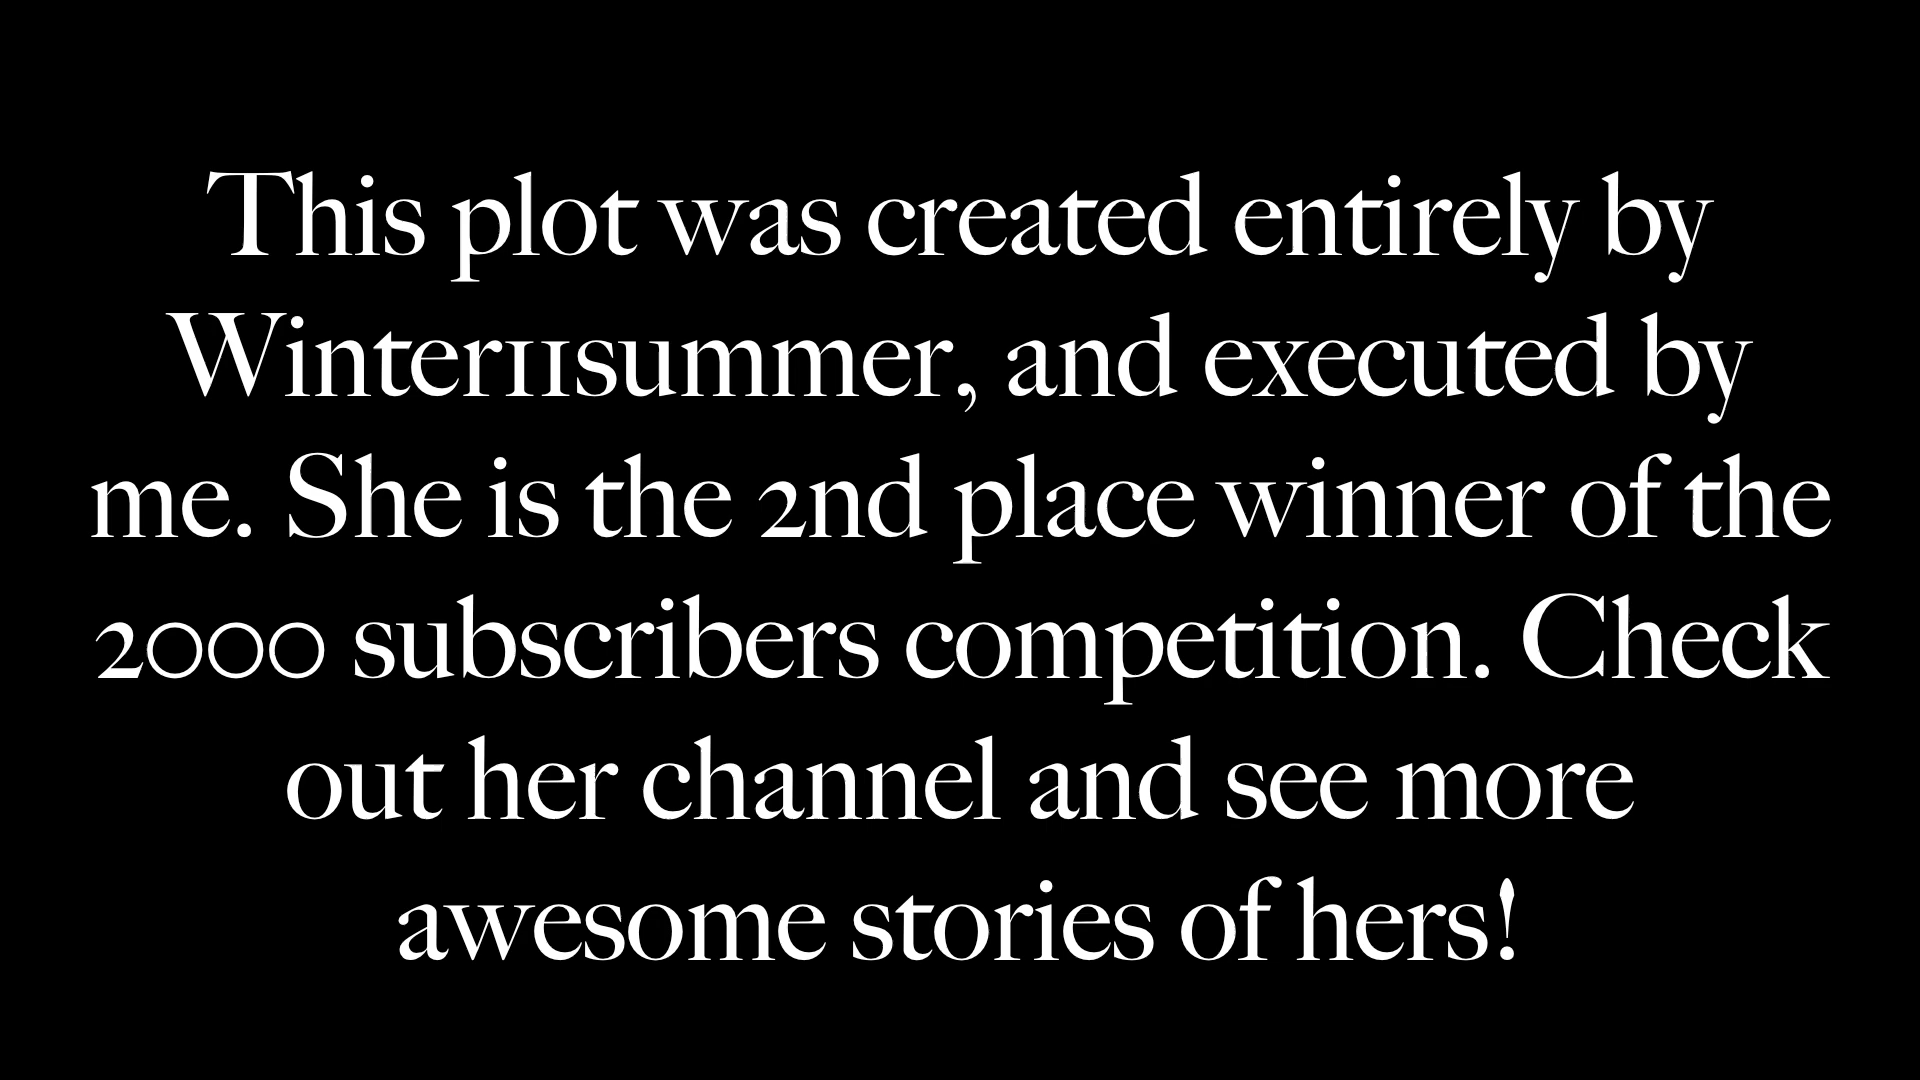 This plot was created entirely by
Winter11summer, and executed by
me. She is the 2nd place winner of the
2000 subscribers competition. Check
out her channel and see more
awesome stories of hers!